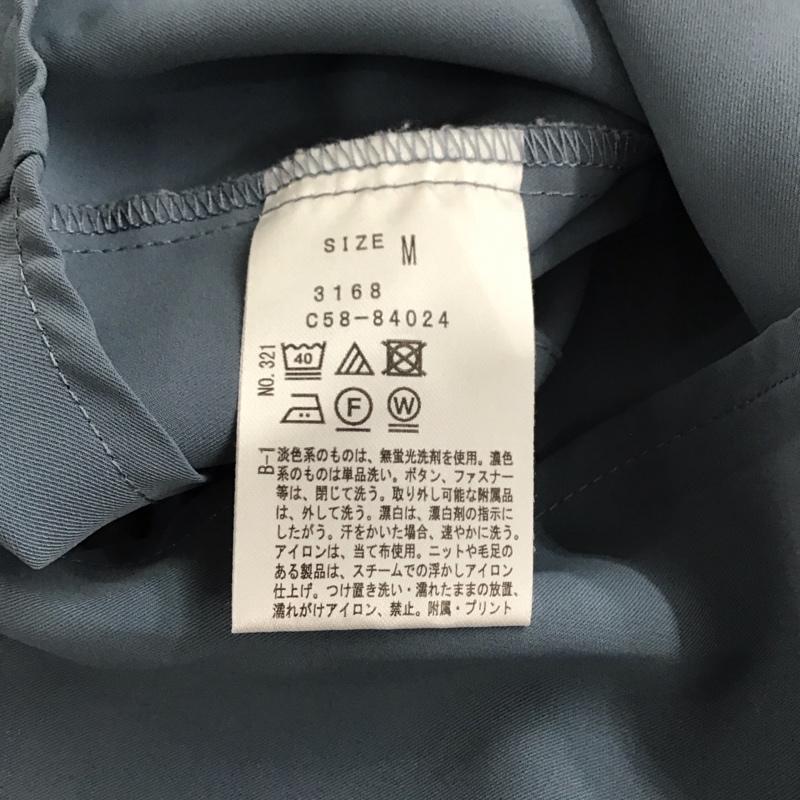 SIZE M
3168
C58-84024
NO.321
40
F W
B-1
淡色系のものは、無蛍光洗剤を使用。濃色
系のものは単品洗い。ボタン、ファスナー
等は、閉じて洗う。取り外し可能な附属品
は、外して洗う。漂白は、漂白剤の指示に
したがう。汗をかいた場合、速やかに洗う。
アイロンは、当て布使用。ニットや毛足の
ある製品は、スチームでの浮かしアイロン
仕上げ。つけ置き洗い・濡れたままの放置、
濡れがけアイロン、禁止。附属・プリント